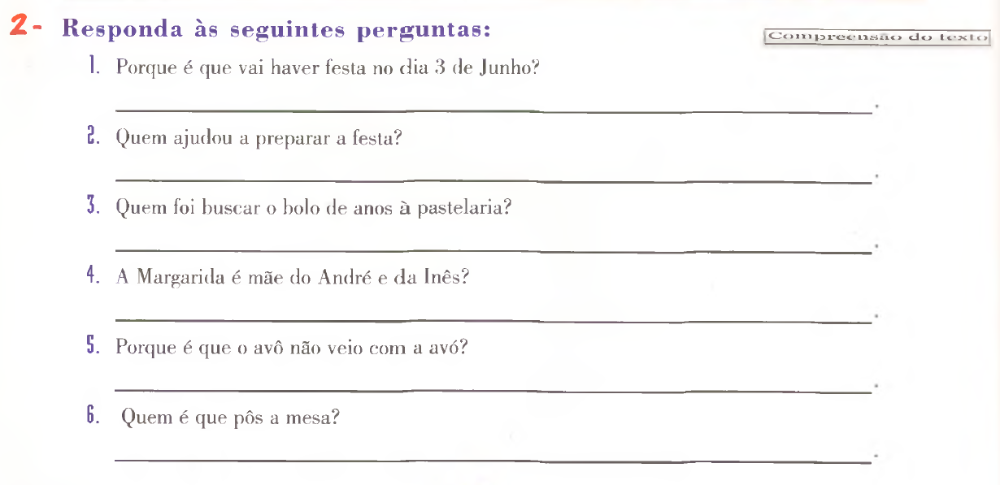 2- Responda às seguintes perguntas:
Compreensão do texto
1. Porque é que vai haver festa no dia 3 de Junho?
.
2. Quem ajudou a preparar a festa?
.
3. Quem foi buscar o bolo de anos à pastelaria?
.
4. A Margarida é mãe do André e da Inês?
.
5. Porque é que o avô não veio com a avó?
.
6. Quem é que pôs a mesa?
.